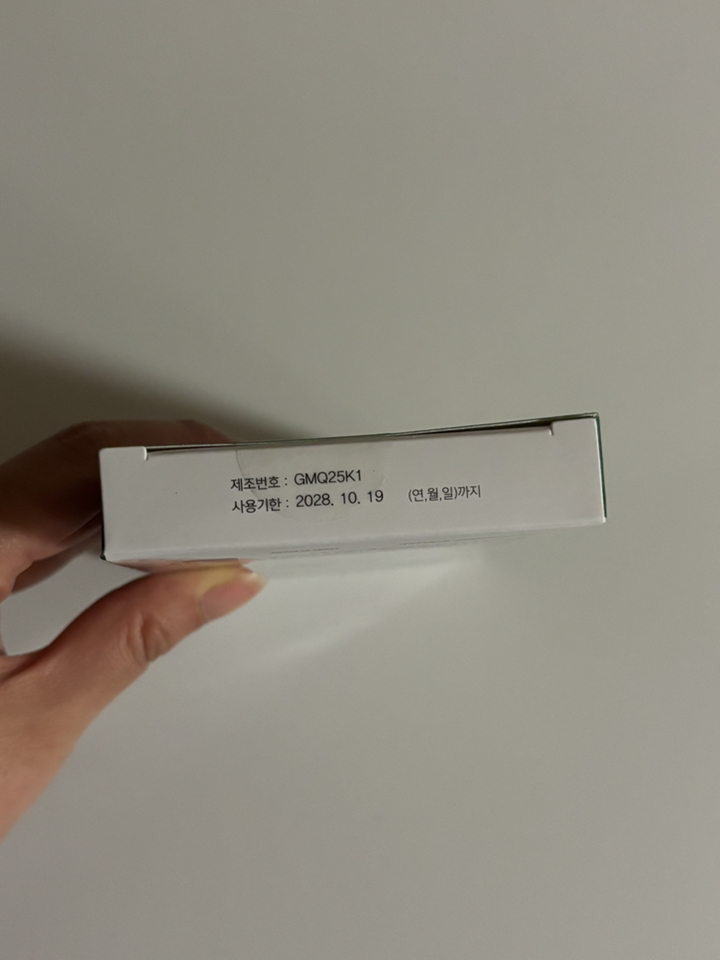 제조번호 : GMQ25K1
사용기한 : 2028. 10. 19 (연,월,일)까지